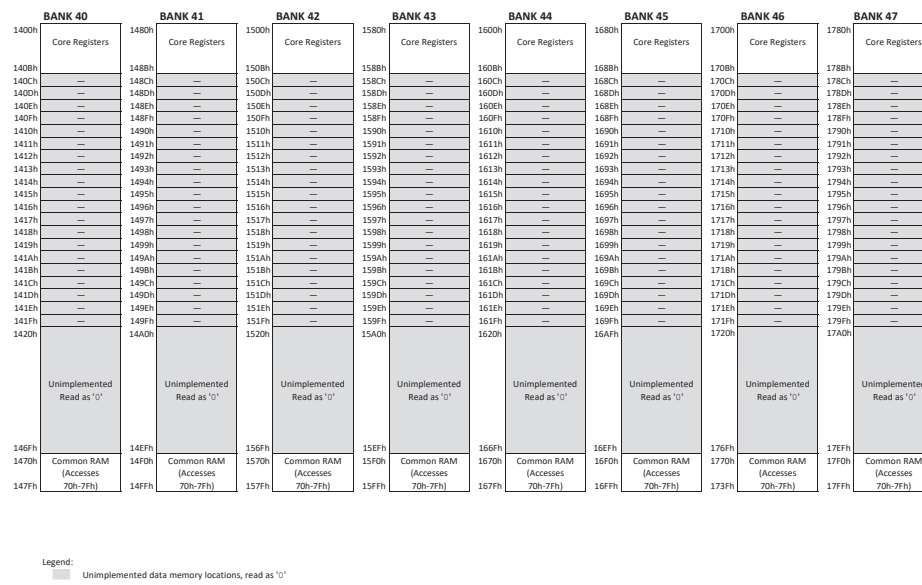 BANK 40 BANK 41 BANK 42 BANK 43 BANK 44 BANK 45 BANK 46 BANK 47
1400h 1480h 1500h 1580h 1600h 1680h 1700h 1780h
Core Registers Core Registers Core Registers Core Registers Core Registers Core Registers Core Registers Core Registers
140Bh 148Bh 150Bh 158Bh 160Bh 168Bh 170Bh 178Bh
140Ch — 148Ch — 150Ch — 158Ch — 160Ch — 168Ch — 170Ch — 178Ch —
140Dh — 148Dh — 150Dh — 158Dh — 160Dh — 168Dh — 170Dh — 178Dh —
140Eh — 148Eh — 150Eh — 158Eh — 160Eh — 168Eh — 170Eh — 178Eh —
140Fh — 148Fh — 150Fh — 158Fh — 160Fh — 168Fh — 170Fh — 178Fh —
1410h — 1490h — 1510h — 1590h — 1610h — 1690h — 1710h — 1790h —
1411h — 1491h — 1511h — 1591h — 1611h — 1691h — 1711h — 1791h —
1412h — 1492h — 1512h — 1592h — 1612h — 1692h — 1712h — 1792h —
1413h — 1493h — 1513h — 1593h — 1613h — 1693h — 1713h — 1793h —
1414h — 1494h — 1514h — 1594h — 1614h — 1694h — 1714h — 1794h —
1415h — 1495h — 1515h — 1595h — 1615h — 1695h — 1715h — 1795h —
1416h — 1496h — 1516h — 1596h — 1616h — 1696h — 1716h — 1796h —
1417h — 1497h — 1517h — 1597h — 1617h — 1697h — 1717h — 1797h —
1418h — 1498h — 1518h — 1598h — 1618h — 1698h — 1718h — 1798h —
1419h — 1499h — 1519h — 1599h — 1619h — 1699h — 1719h — 1799h —
141Ah — 149Ah — 151Ah — 159Ah — 161Ah — 169Ah — 171Ah — 179Ah —
141Bh — 149Bh — 151Bh — 159Bh — 161Bh — 169Bh — 171Bh — 179Bh —
141Ch — 149Ch — 151Ch — 159Ch — 161Ch — 169Ch — 171Ch — 179Ch —
141Dh — 149Dh — 151Dh — 159Dh — 161Dh — 169Dh — 171Dh — 179Dh —
141Eh — 149Eh — 151Eh — 159Eh — 161Eh — 169Eh — 171Eh — 179Eh —
141Fh — 149Fh — 151Fh — 159Fh — 161Fh — 169Fh — 171Fh — 179Fh —
1420h 14A0h 1520h 15A0h 1620h 16AFh 1720h 17A0h
Unimplemented Unimplemented Unimplemented Unimplemented Unimplemented Unimplemented Unimplemented Unimplemente
Read as '0' Read as '0' Read as '0' Read as '0' Read as '0' Read as '0' Read as '0' Read as '0'
146Fh 14EFh 156Fh 15EFh 166Fh 16EFh 176Fh 17EFh
1470h Common RAM 14F0h Common RAM 1570h Common RAM 15F0h Common RAM 1670h Common RAM 16F0h Common RAM 1770h Common RAM 17F0h Common RAM
(Accesses (Accesses (Accesses (Accesses (Accesses (Accesses (Accesses (Accesses
147Fh 70h-7Fh) 14FFh 70h-7Fh) 157Fh 70h-7Fh) 15FFh 70h-7Fh) 167Fh 70h-7Fh) 16FFh 70h-7Fh) 173Fh 70h-7Fh) 17FFh 70h-7Fh)
Legend:
Unimplemented data memory locations, read as '0'